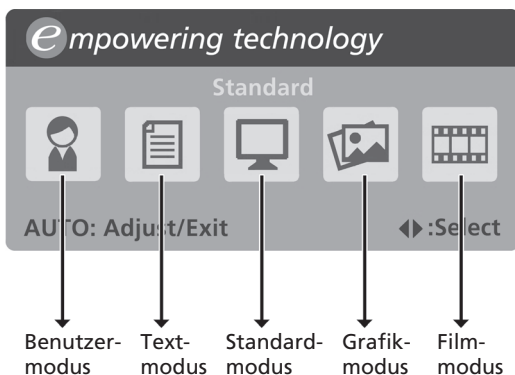 empowering technology
Standard
AUTO: Adjust/Exit ◀▶:Select
Benutzer- Text- Standard- Grafik- Film-
modus modus modus modus modus